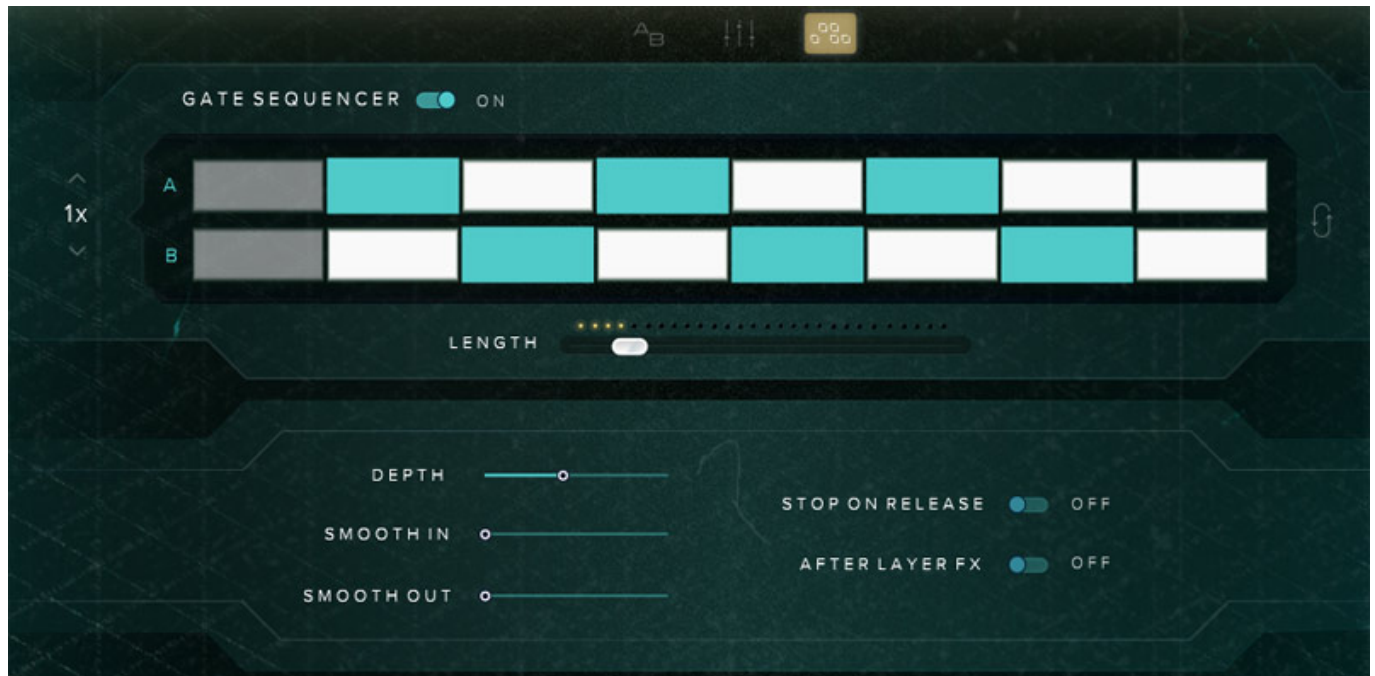 A B
GATE SEQUENCER ON
A
1x
B
LENGTH
DEPTH
STOP ON RELEASE OFF
SMOOTH IN
AFTER LAYER FX OFF
SMOOTH OUT